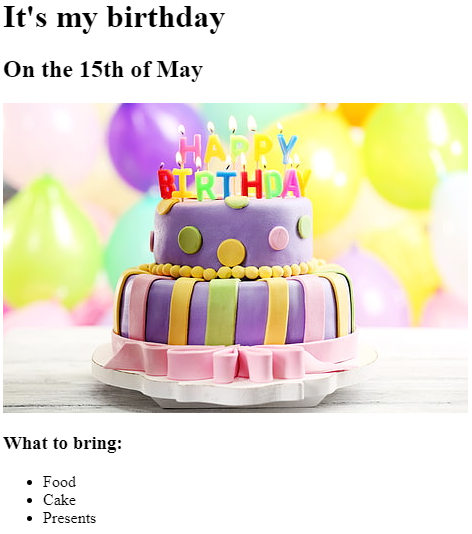 It's my birthday
On the 15th of May
HAPPY
BIRTHDAY
What to bring:
Food
Cake
Presents